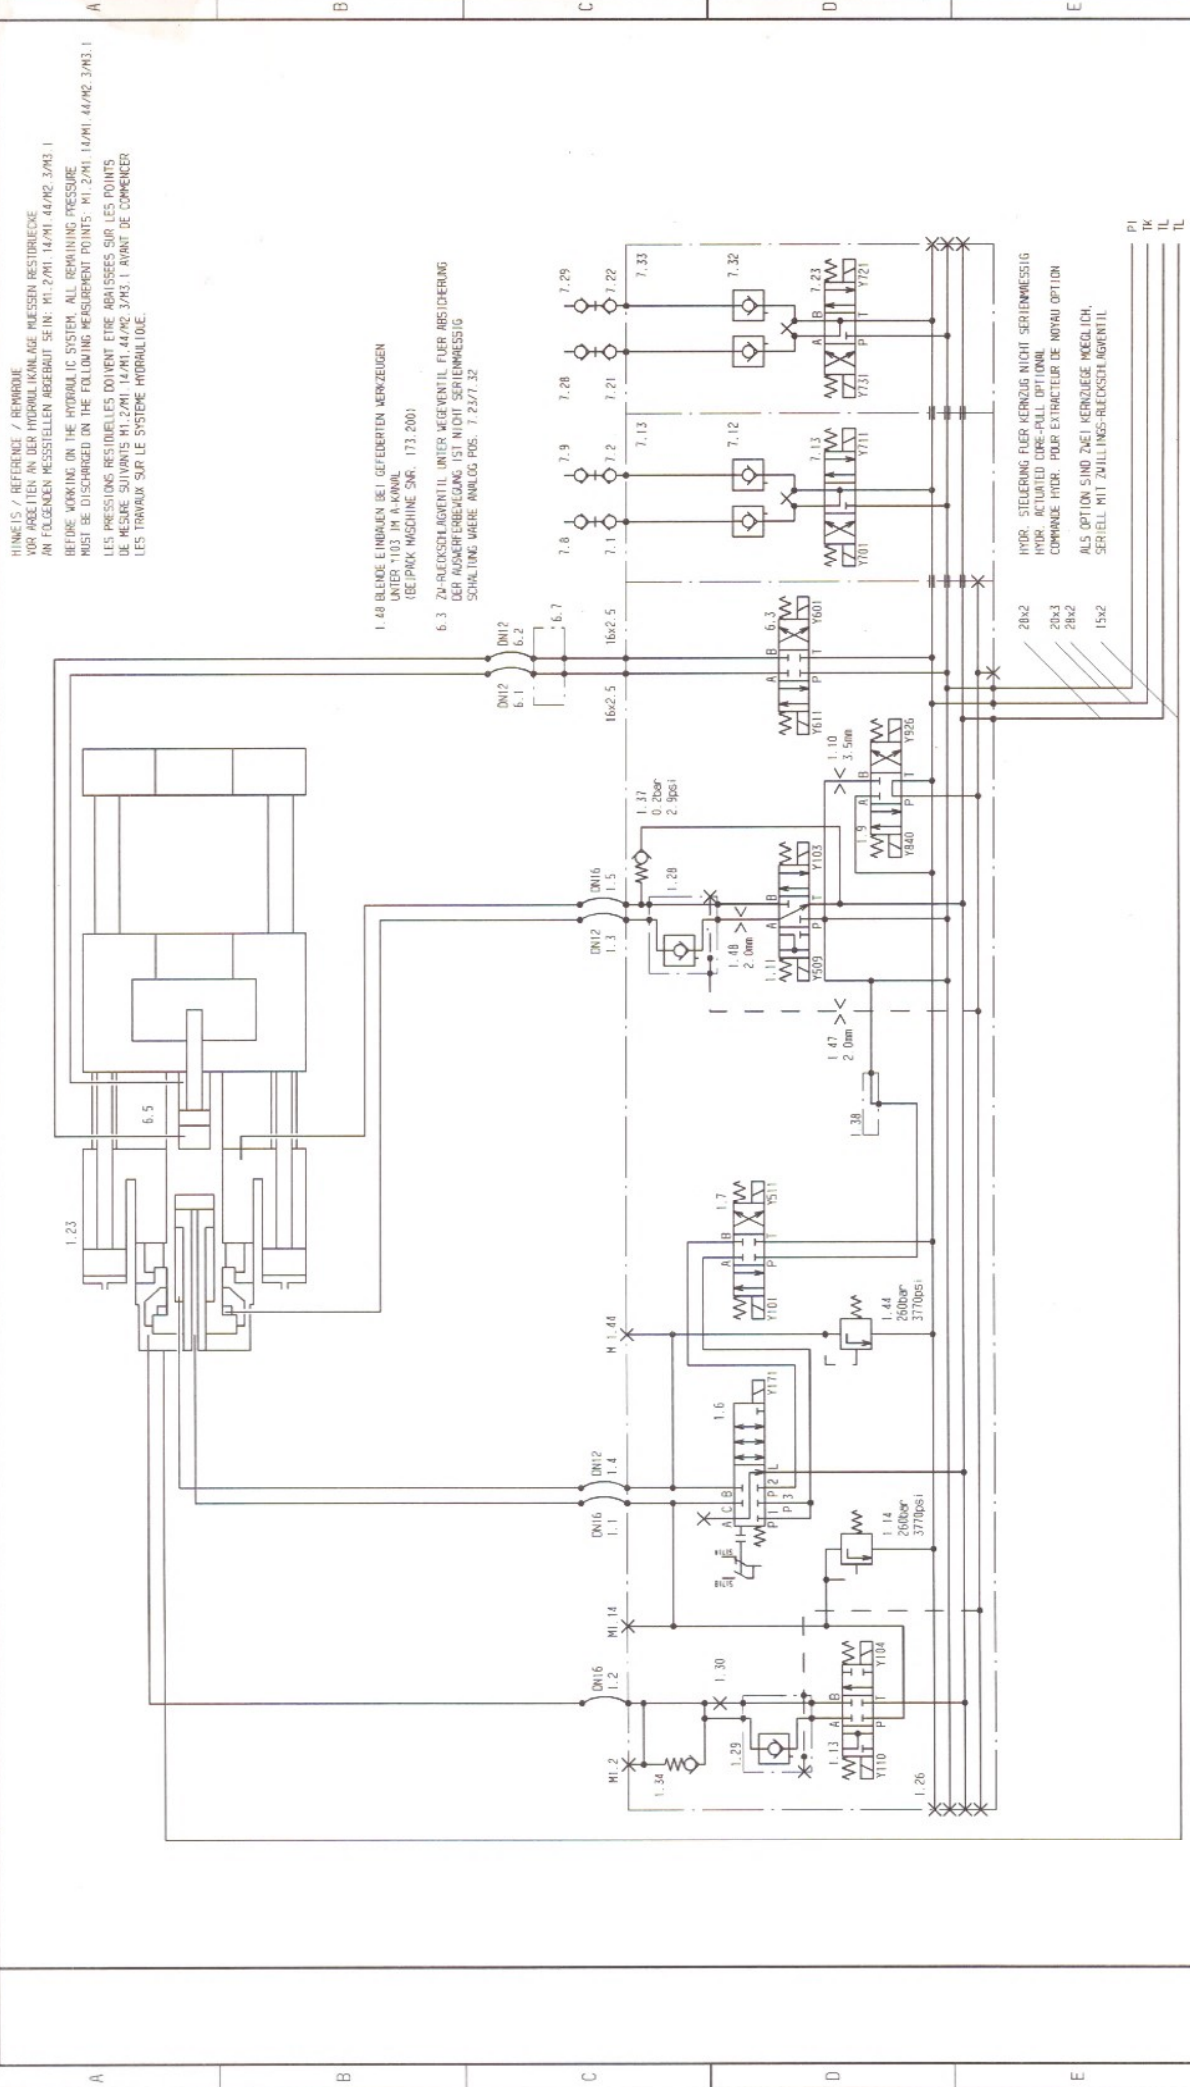 A
B
C
D
E
HINWEIS / REFERENCE / REMARQUE
VOR ARBEITEN AN DER HYDRAULIKANLAGE MUESSEN RESTDRUECKE
AN FOLGENDEN MESSSTELLEN ABGEBAUT SEIN: M1.2/M1.14/M1.44/M2.3/M3.1
BEFORE WORKING ON THE HYDRAULIC SYSTEM, ALL REMAINING PRESSURE
MUST BE DISCHARGED ON THE FOLLOWING MEASUREMENT POINTS: M1.2/M1.14/M1.44/M2.3/M3.1
LES PRESSIONS RESIDUELLES DOIVENT ETRE ABAISSEES SUR LES POINTS
DE MESURE SUIVANTS M1.2/M1.14/M1.44/M2.3/M3.1 AVANT DE COMMENCER
LES TRAVAUX SUR LE SYSTEME HYDRAULIQUE.
1.48 BLENDE EINBAUEN BEI GEFEDERTEN WERKZEUGEN
UNTER Y103 IM A-KANAL
(BEIPACK MASCHINE SNR. 173.200)
6.3 ZW-RUECKSCHLAGVENTIL UNTER WEGEVENTIL FUER ABSICHERUNG
DER AUSWERFERBEWEGUNG IST NICHT SERIENMAESSIG
SCHALTUNG WAERE ANALOG POS. 7.23/7.32
1.23
6.5
DN16
1.2
DN16
1.1
DN12
1.4
DN12
1.3
DN16
1.5
DN12
6.1
DN12
6.2
6.7
16x2.5
16x2.5
7.8
7.9
7.28
7.29
7.1
7.2
7.21
7.22
7.13
7.33
M1.2
M1.14
M 1.44
1.34
1.30
1.29
1.37
0.2bar
2.9psi
1.28
7.12
7.32
1.13
A
B
P
T
Y110
Y104
1.26
1.14
260bar
3770psi
S171B
S171A
1.6
A
C
B
P
1
P
2
L
P
3
Y171
1.44
260bar
3770psi
1.7
A
B
P
T
Y101
Y511
1.38
1.47
2.0mm
1.48
2.0mm
1.11
A
B
P
T
Y509
Y103
1.10
3.5mm
1.9
A
B
P
T
Y840
Y926
6.3
A
B
P
T
Y611
Y601
7.13
A
B
P
T
Y701
Y711
7.23
A
B
P
T
Y731
Y721
28x2
20x3
28x2
15x2
HYDR. STEUERUNG FUER KERNZUG NICHT SERIENMAESSIG
HYDR. ACTUATED CORE-PULL OPTIONAL
COMMANDE HYDR. POUR EXTRACTEUR DE NOYAU OPTION
ALS OPTION SIND ZWEI KERNZUEGE MOEGLICH,
SERIELL MIT ZWILLINGS-RUECKSCHLAGVENTIL
P1
TK
TL
TL
A
B
C
D
E